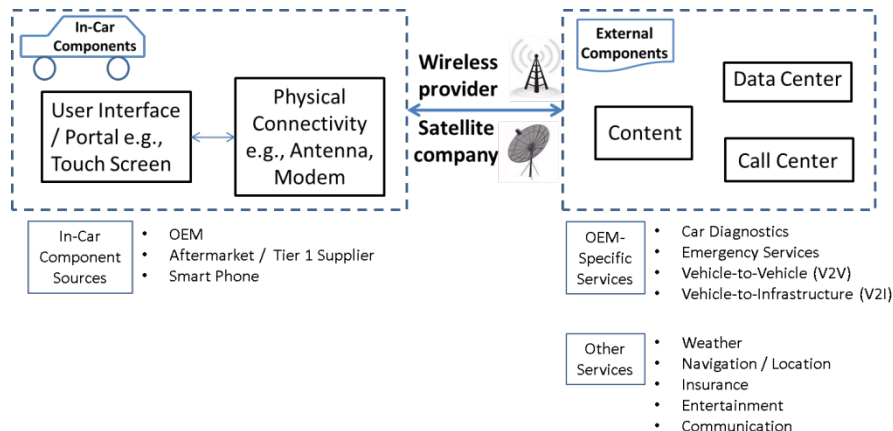 In-Car
Components
User Interface
/ Portal e.g.,
Touch Screen
Physical
Connectivity
e.g., Antenna,
Modem
Wireless
provider
Satellite
company
External
Components
Content
Data Center
Call Center
In-Car
Component
Sources
• OEM
• Aftermarket / Tier 1 Supplier
• Smart Phone
OEM-
Specific
Services
• Car Diagnostics
• Emergency Services
• Vehicle-to-Vehicle (V2V)
• Vehicle-to-Infrastructure (V2I)
Other
Services
• Weather
• Navigation / Location
• Insurance
• Entertainment
• Communication